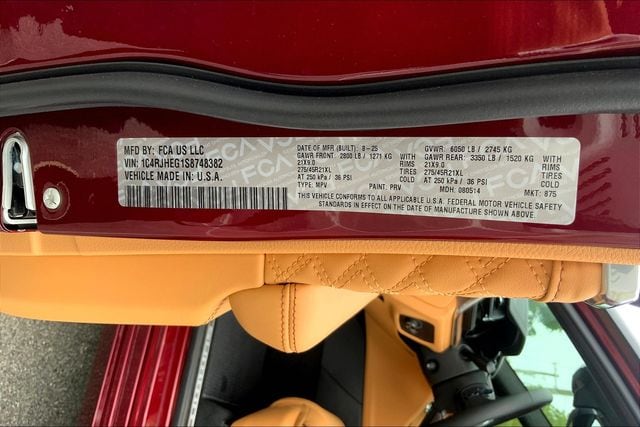 MFD BY: FCA US LLC
VIN: 1C4RJHEG1S8748382
VEHICLE MADE IN: U.S.A.
DATE OF MFR (BUILT): 8-25 GVWR: 6050 LB / 2745 KG
GAWR FRONT: 2800 LB / 1271 KG WITH GAWR REAR: 3350 LB / 1520 KG WITH
21X9.0 RIMS 21X9.0 RIMS
275/45R21XL TIRES 275/45R21XL TIRES
AT 250 kPa / 36 PSI COLD AT 250 kPa / 36 PSI COLD
TYPE: MPV PAINT: PRV MDH: 080514 MKT: 875
THIS VEHICLE CONFORMS TO ALL APPLICABLE U.S.A. FEDERAL MOTOR VEHICLE SAFETY
STANDARDS IN EFFECT ON THE DATE OF MANUFACTURE SHOWN ABOVE.